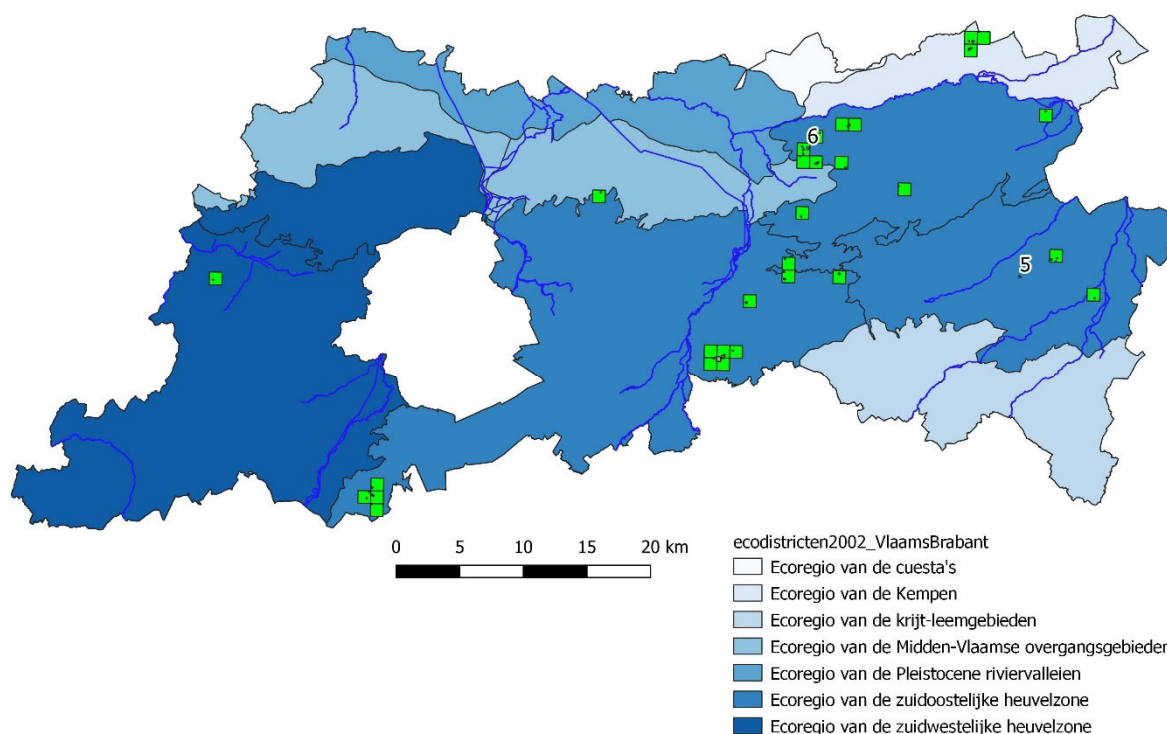 6
5
0 5 10 15 20 km
ecodistricten2002_VlaamsBrabant
Ecoregio van de cuesta's
Ecoregio van de Kempen
Ecoregio van de krijt-leemgebieden
Ecoregio van de Midden-Vlaamse overgangsgebieden
Ecoregio van de Pleistocene riviervalleien
Ecoregio van de zuidoostelijke heuvelzone
Ecoregio van de zuidwestelijke heuvelzone